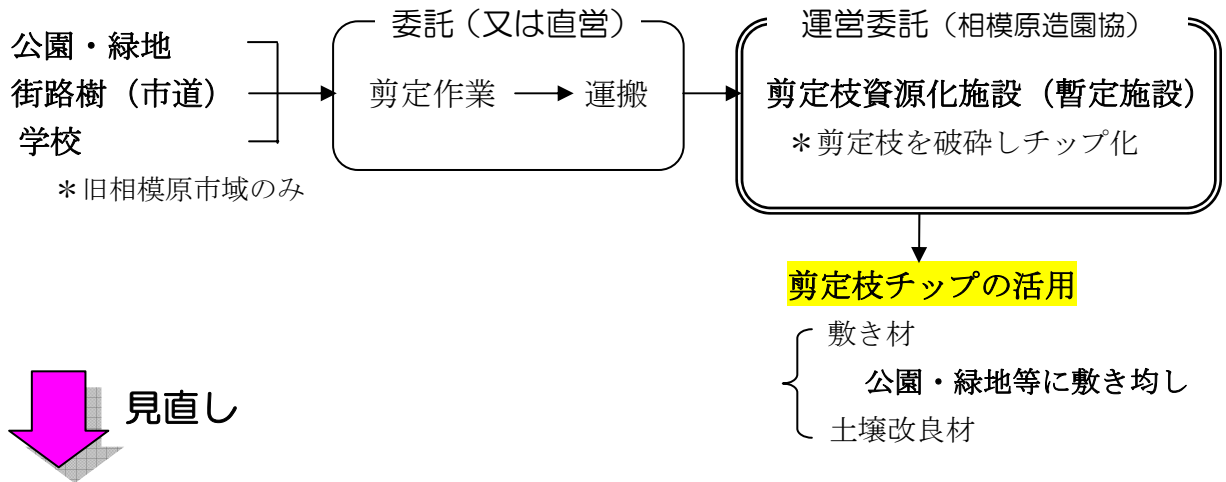 公園・緑地
街路樹（市道）
学校
＊旧相模原市域のみ
委託（又は直営）
剪定作業
運搬
運営委託（相模原造園協）
剪定枝資源化施設（暫定施設）
＊剪定枝を破砕しチップ化
剪定枝チップの活用
敷き材
公園・緑地等に敷き均し
土壌改良材
見直し